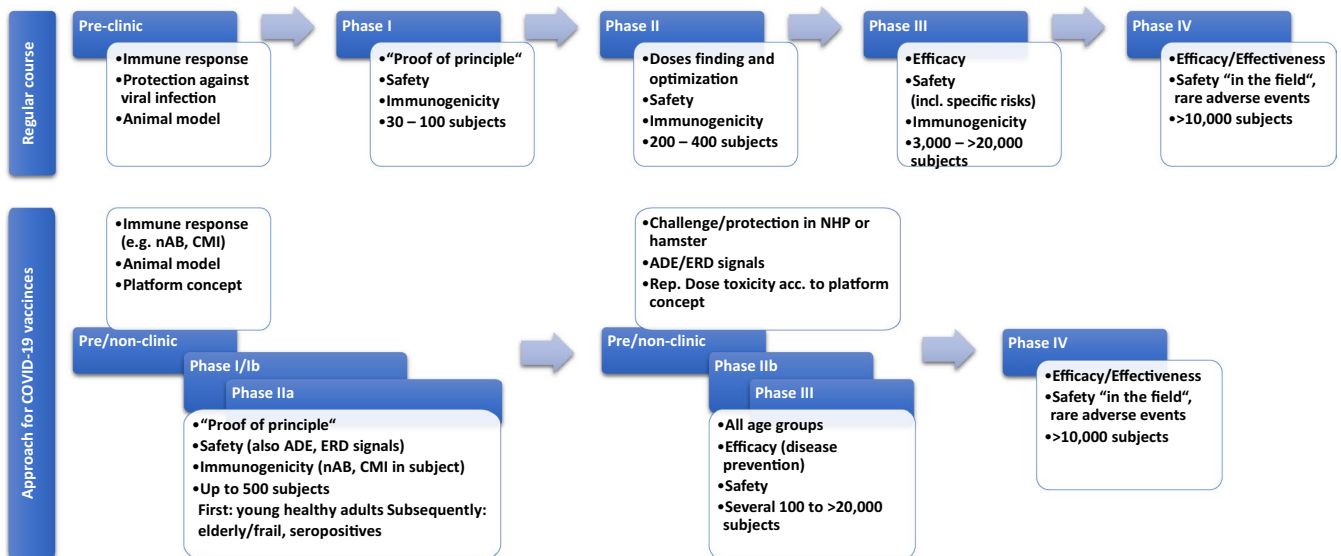 Regular course
Pre-clinic
•Immune response
•Protection against
viral infection
•Animal model
Phase I
•“Proof of principle“
•Safety
•Immunogenicity
•30 – 100 subjects
Phase II
•Doses finding and
optimization
•Safety
•Immunogenicity
•200 – 400 subjects
Phase III
•Efficacy
•Safety
(incl. specific risks)
•Immunogenicity
•3,000 – >20,000
subjects
Phase IV
•Efficacy/Effectiveness
•Safety “in the field“,
rare adverse events
•>10,000 subjects
Approach for COVID-19 vaccinces
•Immune response
(e.g. nAB, CMI)
•Animal model
•Platform concept
Pre/non-clinic
Phase I/Ib
Phase IIa
•“Proof of principle“
•Safety (also ADE, ERD signals)
•Immunogenicity (nAB, CMI in subject)
•Up to 500 subjects
First: young healthy adults Subsequently:
elderly/frail, seropositives
•Challenge/protection in NHP or
hamster
•ADE/ERD signals
•Rep. Dose toxicity acc. to platform
concept
Pre/non-clinic
Phase IIb
Phase III
•All age groups
•Efficacy (disease
prevention)
•Safety
•Several 100 to >20,000
subjects
Phase IV
•Efficacy/Effectiveness
•Safety “in the field“,
rare adverse events
•>10,000 subjects